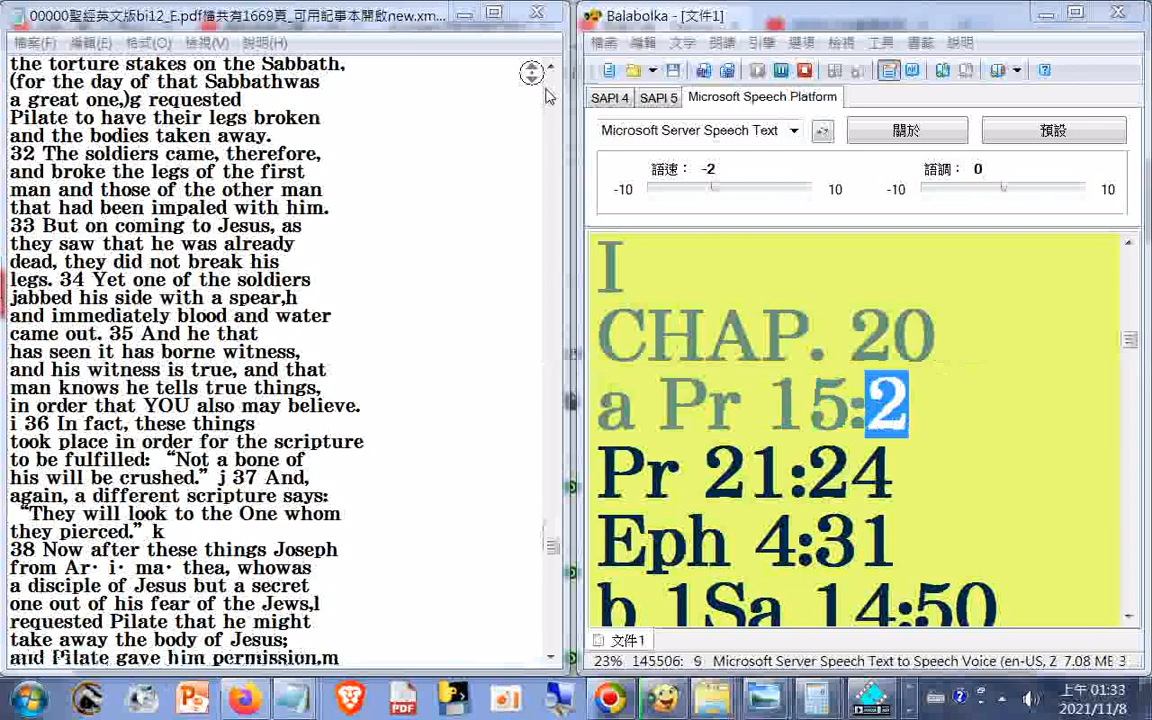 00000聖經英文版bi12_E.pdf檔共有1669頁_可用記事本開啟new.xm...
檔案(F) 編輯(E) 格式(O) 檢視(V) 說明(H)
the torture stakes on the Sabbath,
(for the day of that Sabbathwas
a great one,)g requested
Pilate to have their legs broken
and the bodies taken away.
32 The soldiers came, therefore,
and broke the legs of the first
man and those of the other man
that had been impaled with him.
33 But on coming to Jesus, as
they saw that he was already
dead, they did not break his
legs. 34 Yet one of the soldiers
jabbed his side with a spear,h
and immediately blood and water
came out. 35 And he that
has seen it has borne witness,
and his witness is true, and that
man knows he tells true things,
in order that YOU also may believe.
i 36 In fact, these things
took place in order for the scripture
to be fulfilled: “Not a bone of
his will be crushed.” j 37 And,
again, a different scripture says:
“They will look to the One whom
they pierced.” k
38 Now after these things Joseph
from Ar· i· ma· thea, whowas
a disciple of Jesus but a secret
one out of his fear of the Jews,l
requested Pilate that he might
take away the body of Jesus;
and Pilate gave him permission,m
Balabolka - [文件1]
檔案 編輯 文字 朗讀 引擎 選項 檢視 工具 書籤 說明
SAPI 4 SAPI 5 Microsoft Speech Platform
Microsoft Server Speech Text 關於 預設
語速： -2 語調： 0
-10 10 -10 10
I
CHAP. 20
a Pr 15:2
Pr 21:24
Eph 4:31
b 1Sa 14:50
文件1
23% 145506: 9 Microsoft Server Speech Text to Speech Voice (en-US, Z 7.08 MB 3
PDF
上午 01:33
2021/11/8